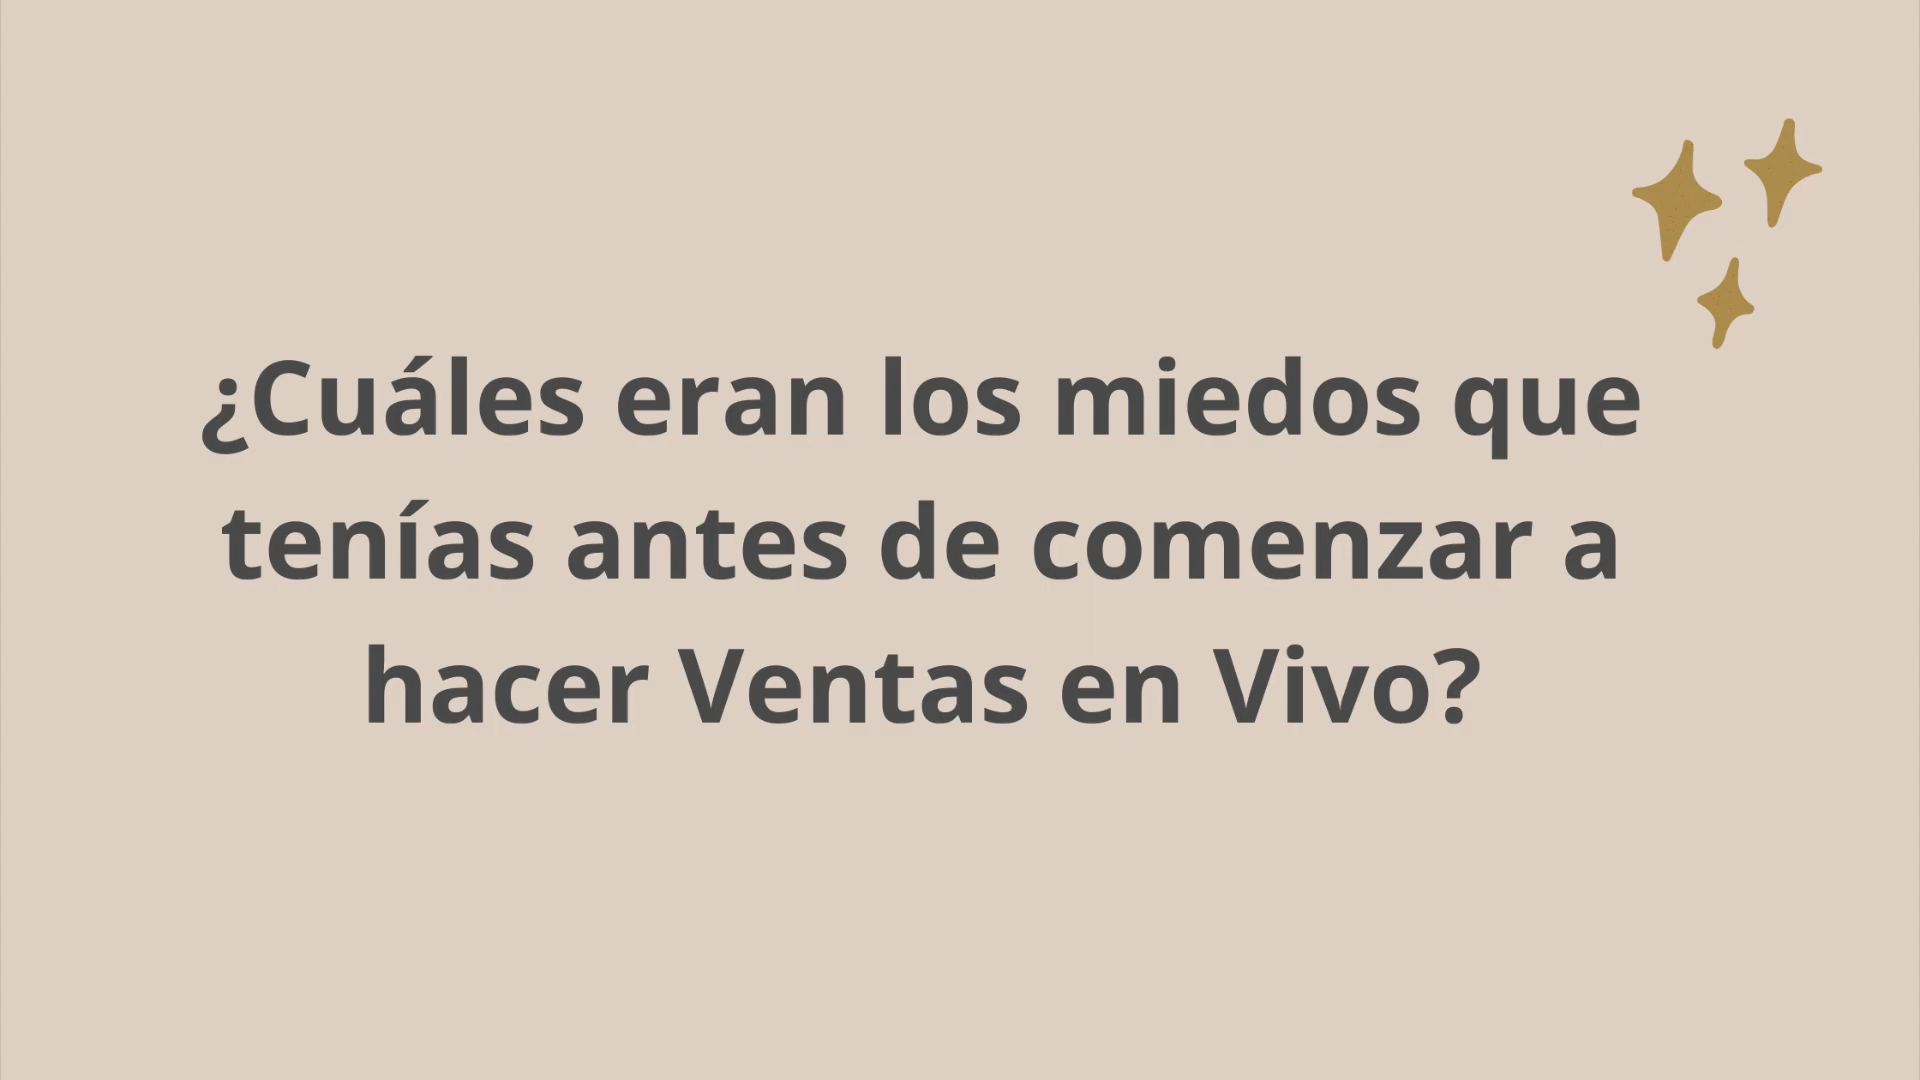 ¿Cuáles eran los miedos que
tenías antes de comenzar a
hacer Ventas en Vivo?